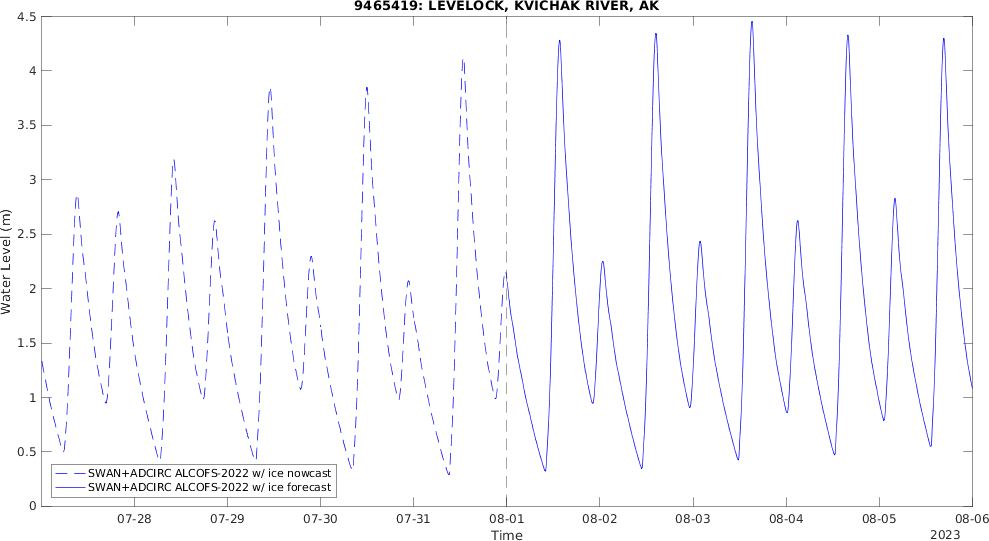 9465419: LEVELOCK, KVICHAK RIVER, AK
4.5
4
3.5
3
2.5
2
1.5
1
0.5
0
Water Level (m)
SWAN+ADCIRC ALCOFS-2022 w/ ice nowcast
SWAN+ADCIRC ALCOFS-2022 w/ ice forecast
07-28 07-29 07-30 07-31 08-01 08-02 08-03 08-04 08-05 08-06
Time
2023